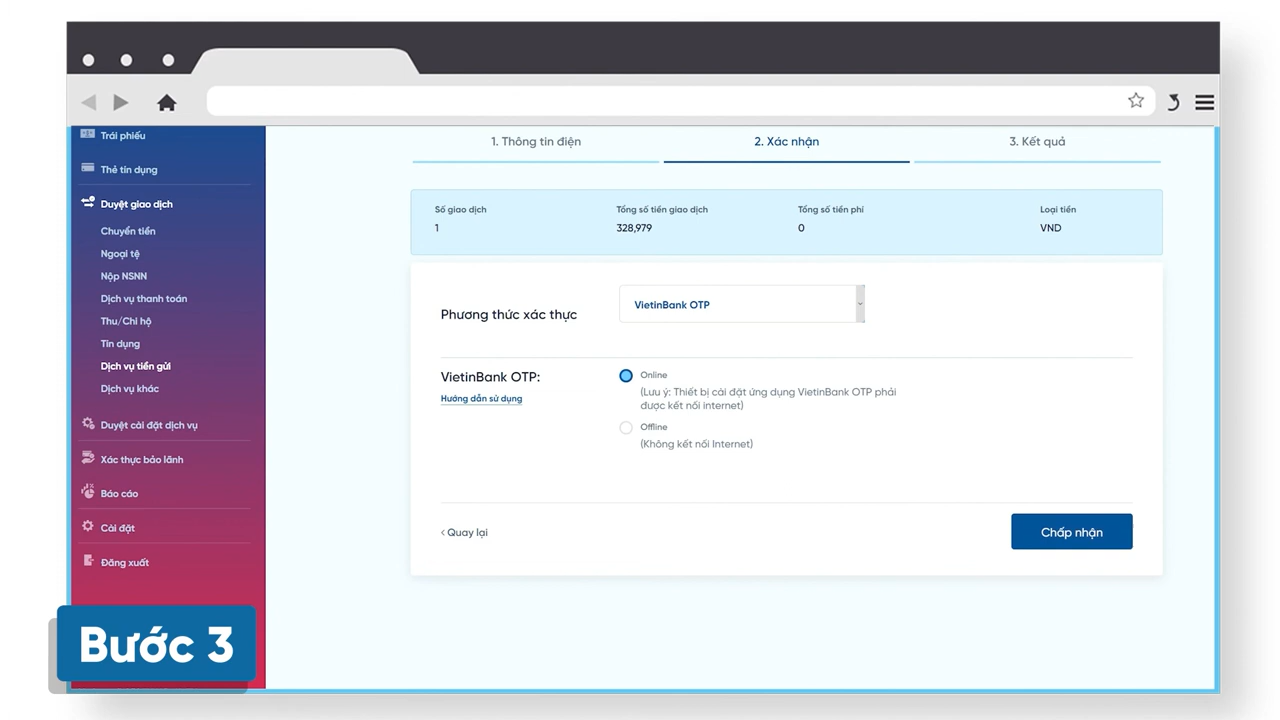 Trái phiếu
Thẻ tín dụng
Duyệt giao dịch
Chuyển tiền
Ngoại tệ
Nộp NSNN
Dịch vụ thanh toán
Thu/Chi hộ
Tín dụng
Dịch vụ tiền gửi
Dịch vụ khác
Duyệt cài đặt dịch vụ
Xác thực bảo lãnh
Báo cáo
Cài đặt
Đăng xuất
Bước 3
1. Thông tin điện
2. Xác nhận
3. Kết quả
Số giao dịch
Tổng số tiền giao dịch
Tổng số tiền phí
Loại tiền
1
328,979
0
VND
Phương thức xác thực
VietinBank OTP
VietinBank OTP:
Hướng dẫn sử dụng
Online
(Lưu ý: Thiết bị cài đặt ứng dụng VietinBank OTP phải
được kết nối internet)
Offline
(Không kết nối Internet)
‹ Quay lại
Chấp nhận